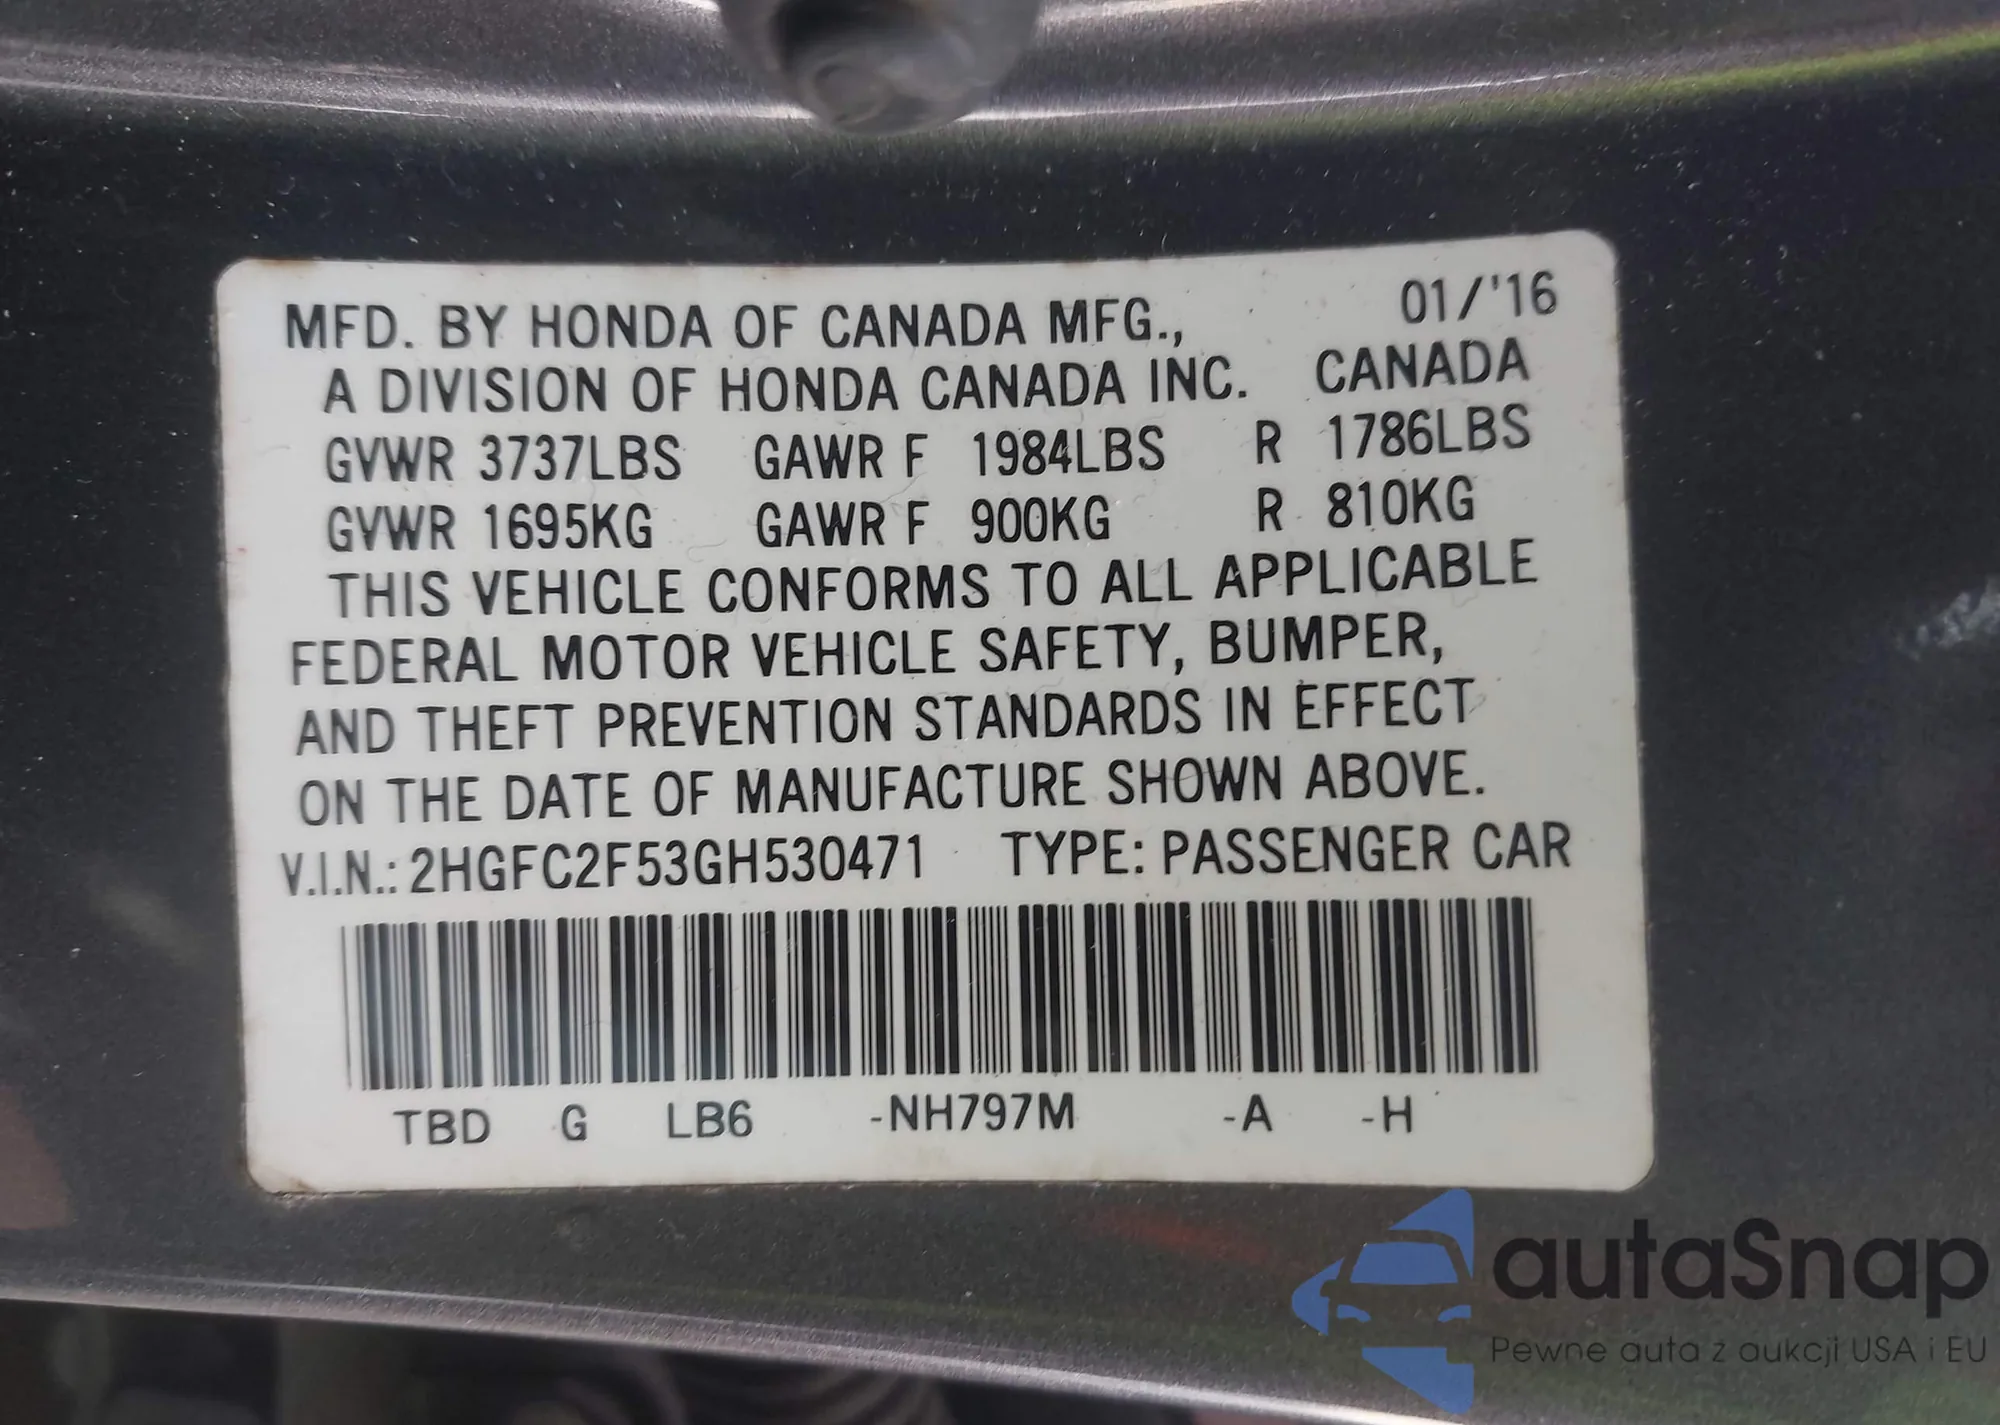 MFD. BY HONDA OF CANADA MFG., 01/'16
A DIVISION OF HONDA CANADA INC. CANADA
GVWR 3737LBS GAWR F 1984LBS R 1786LBS
GVWR 1695KG GAWR F 900KG R 810KG
THIS VEHICLE CONFORMS TO ALL APPLICABLE
FEDERAL MOTOR VEHICLE SAFETY, BUMPER,
AND THEFT PREVENTION STANDARDS IN EFFECT
ON THE DATE OF MANUFACTURE SHOWN ABOVE.
V.I.N.: 2HGFC2F53GH530471 TYPE: PASSENGER CAR
TBD G LB6 -NH797M -A -H
autaSnap
Pewne auta z aukcji USA i EU